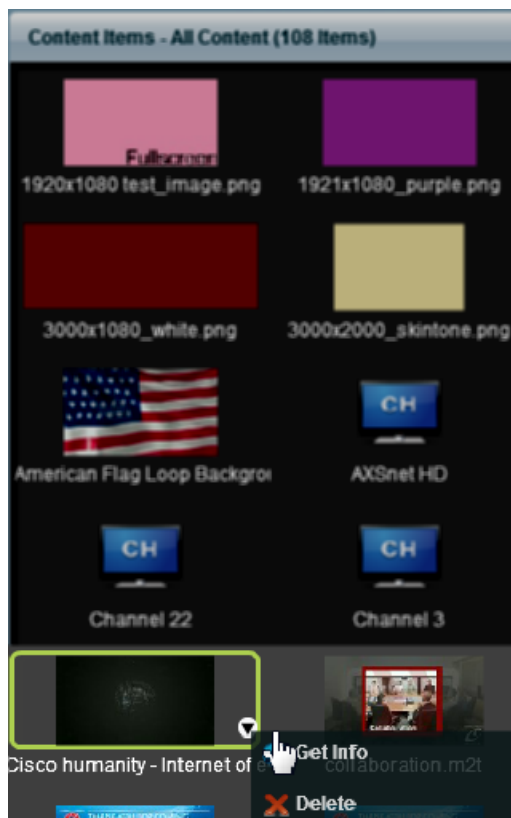 Content Items - All Content (108 Items)
Fullscreen
1920x1080 test_image.png
1921x1080_purple.png
3000x1080_white.png
3000x2000_skintone.png
CH
American Flag Loop Backgrou
AXSnet HD
CH
CH
Channel 22
Channel 3
Get Info
Cisco humanity - Internet of e
collaboration.m2t
Delete